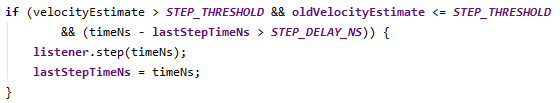 if (velocityEstimate > STEP_THRESHOLD && oldVelocityEstimate <= STEP_THRESHOLD
        && (timeNs - lastStepTimeNs > STEP_DELAY_NS)) {
    listener.step(timeNs);
    lastStepTimeNs = timeNs;
}